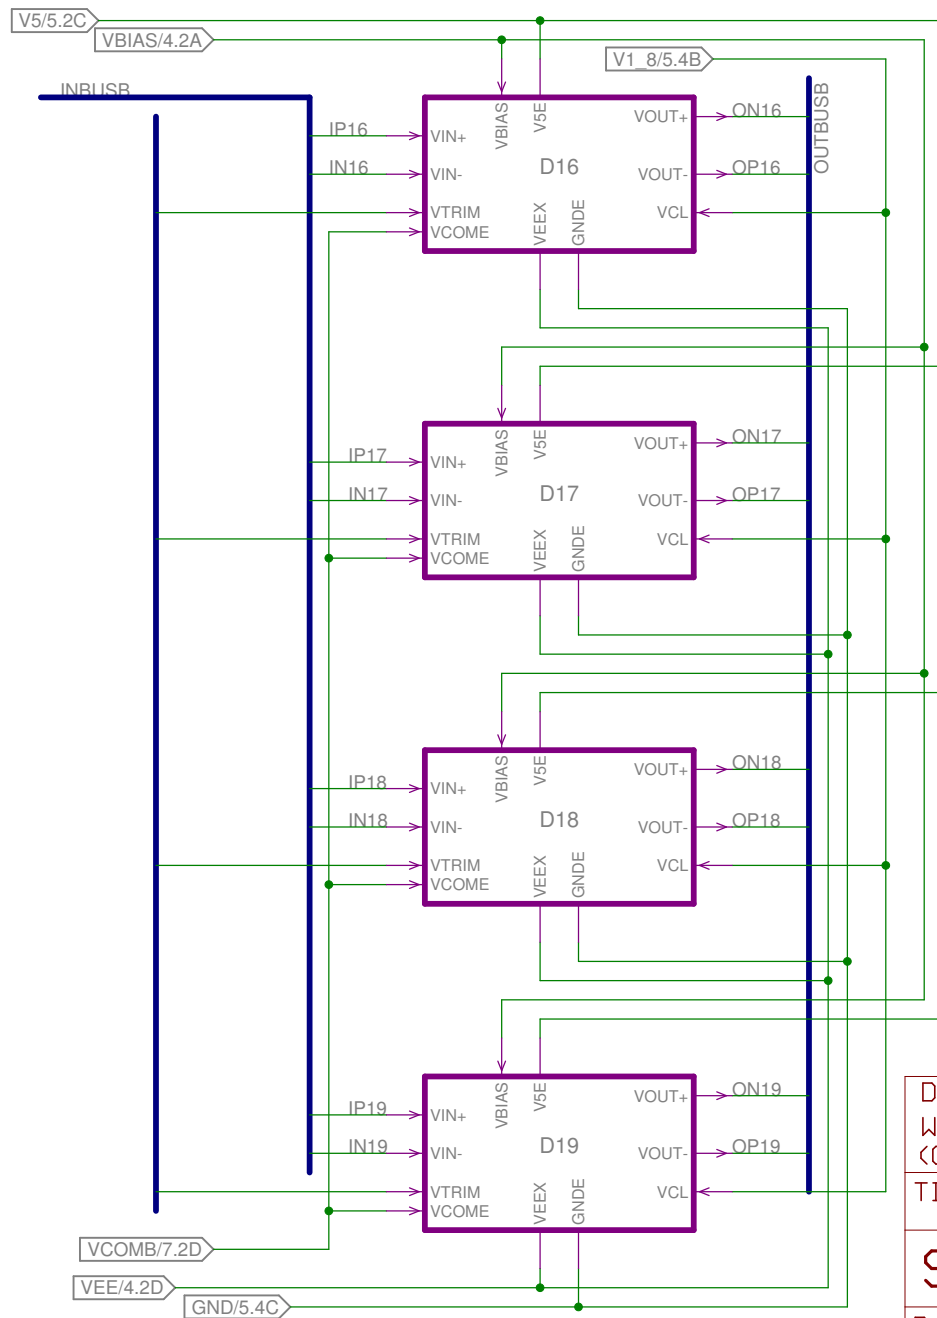 V5/5.2C
VBIAS/4.2A
V1_8/5.4B
INBUSB
OUTBUSB
IP16
IN16
VBIAS
V5E
VIN+
VIN-
VTRIM
VCOME
D16
VEEX
GNDE
VOUT+
VOUT-
VCL
ON16
OP16
IP17
IN17
VBIAS
V5E
VIN+
VIN-
VTRIM
VCOME
D17
VEEX
GNDE
VOUT+
VOUT-
VCL
ON17
OP17
IP18
IN18
VBIAS
V5E
VIN+
VIN-
VTRIM
VCOME
D18
VEEX
GNDE
VOUT+
VOUT-
VCL
ON18
OP18
IP19
IN19
VBIAS
V5E
VIN+
VIN-
VTRIM
VCOME
D19
VEEX
GNDE
VOUT+
VOUT-
VCL
ON19
OP19
VCOMB/7.2D
VEE/4.2D
GND/5.4C